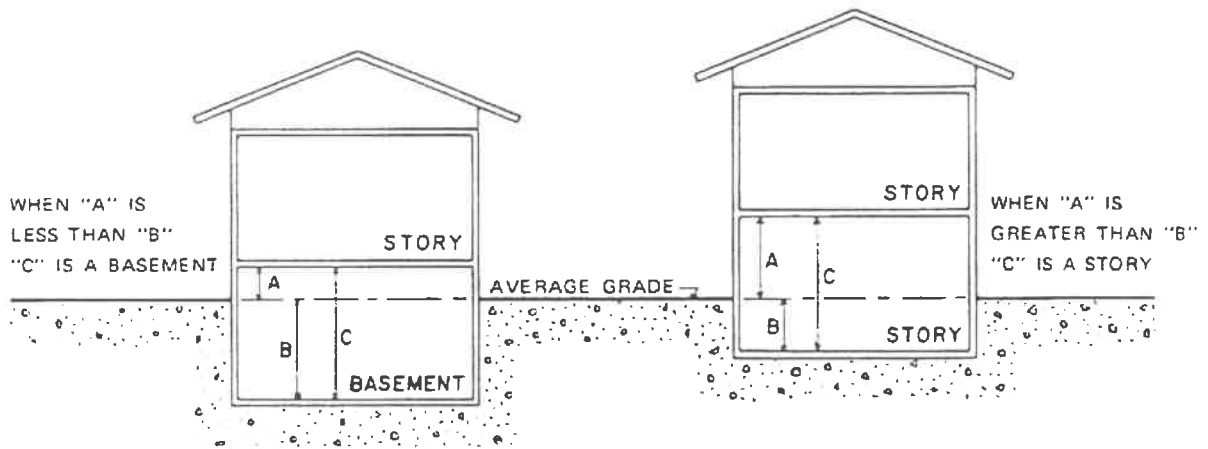 WHEN "A" IS
LESS THAN "B"
"C" IS A BASEMENT
STORY
A
B
C
BASEMENT
AVERAGE GRADE
STORY
A
C
B
STORY
WHEN "A" IS
GREATER THAN "B"
"C" IS A STORY